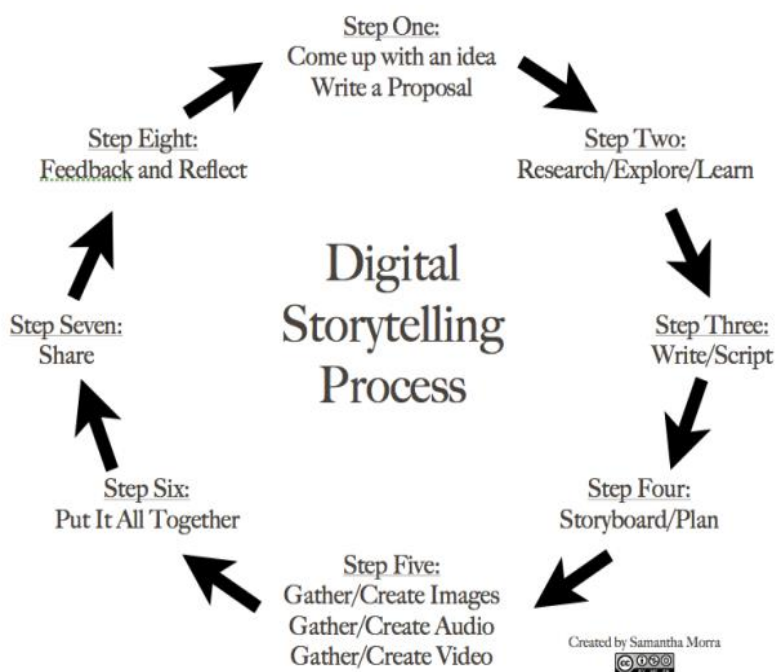 Step One:
Come up with an idea
Write a Proposal
Step Two:
Research/Explore/Learn
Step Three:
Write/Script
Step Four:
Storyboard/Plan
Step Five:
Gather/Create Images
Gather/Create Audio
Gather/Create Video
Step Six:
Put It All Together
Step Seven:
Share
Step Eight:
Feedback and Reflect
Digital
Storytelling
Process
Created by Samantha Morra